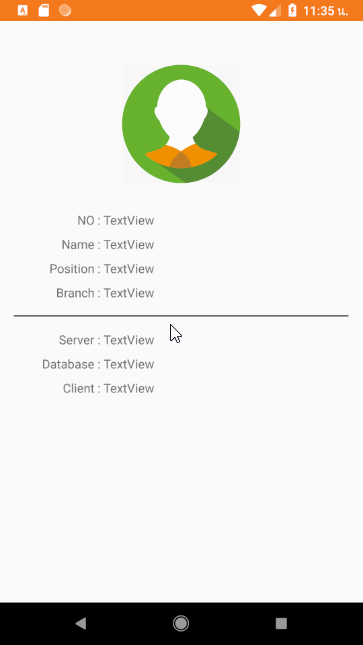 11:35 น.
NO : TextView
Name : TextView
Position : TextView
Branch : TextView
Server : TextView
Database : TextView
Client : TextView